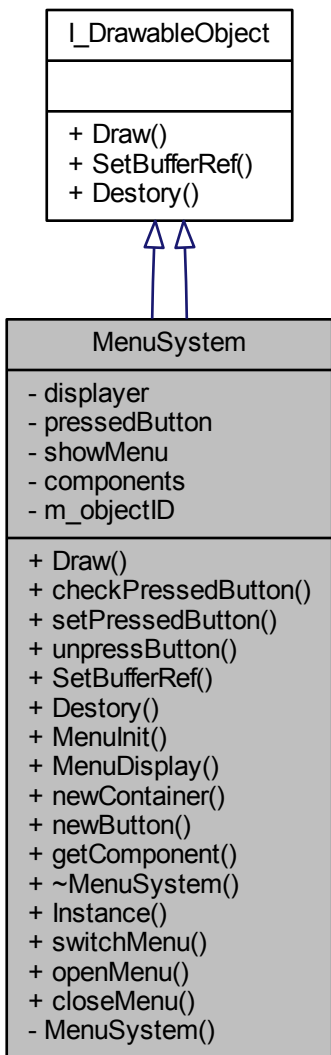 I_DrawableObject
+ Draw()
+ SetBufferRef()
+ Destory()
MenuSystem
- displayer
- pressedButton
- showMenu
- components
- m_objectID
+ Draw()
+ checkPressedButton()
+ setPressedButton()
+ unpressButton()
+ SetBufferRef()
+ Destory()
+ MenuInit()
+ MenuDisplay()
+ newContainer()
+ newButton()
+ getComponent()
+ ~MenuSystem()
+ Instance()
+ switchMenu()
+ openMenu()
+ closeMenu()
- MenuSystem()